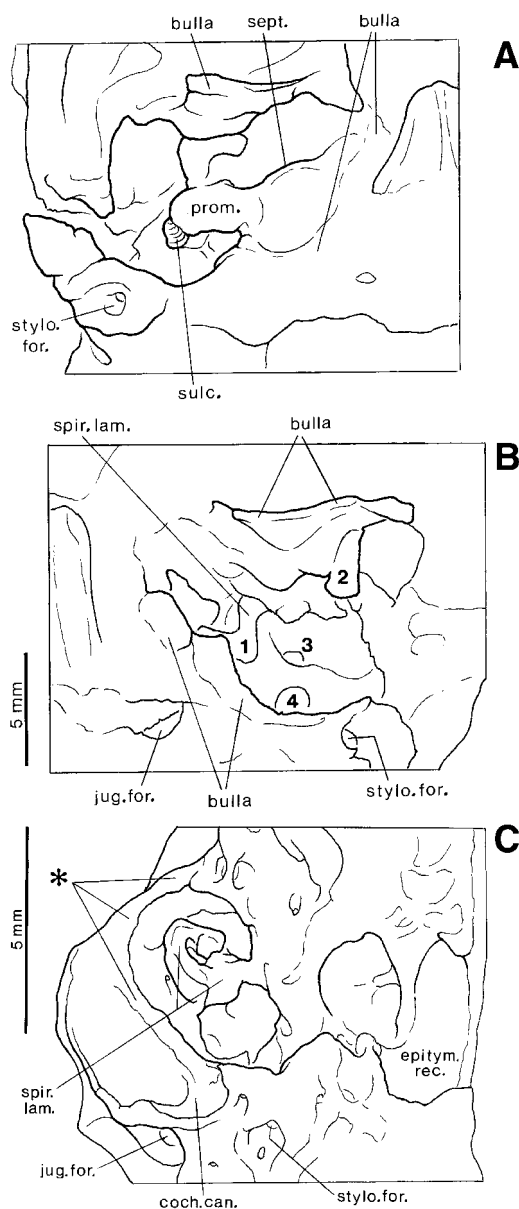 bulla sept. bulla
A
prom.
stylo.
for.
sulc.
spir. lam. bulla
B
2
1 3
4
5 mm
jug.for. bulla stylo.for.
C
*
5 mm
epitym.
rec.
spir.
lam.
jug.for.
coch.can. stylo.for.